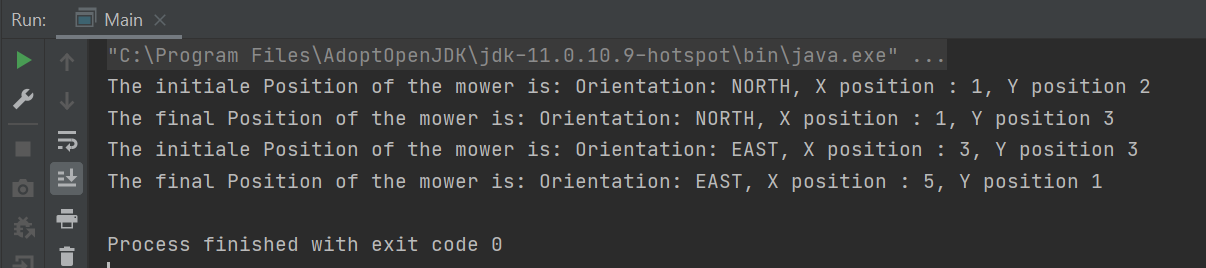 Run: Main
"C:\Program Files\AdoptOpenJDK\jdk-11.0.10.9-hotspot\bin\java.exe" ...
The initiale Position of the mower is: Orientation: NORTH, X position : 1, Y position 2
The final Position of the mower is: Orientation: NORTH, X position : 1, Y position 3
The initiale Position of the mower is: Orientation: EAST, X position : 3, Y position 3
The final Position of the mower is: Orientation: EAST, X position : 5, Y position 1
Process finished with exit code 0